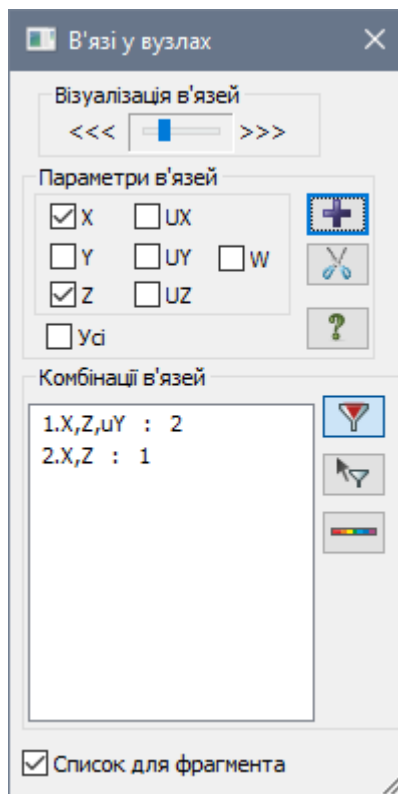 В'язі у вузлах
Візуалізація в'язей
<<< >>>
Параметри в'язей
X UX
Y UY W
Z UZ
Усі
Комбінації в'язей
1.X,Z,uY : 2
2.X,Z : 1
Список для фрагмента